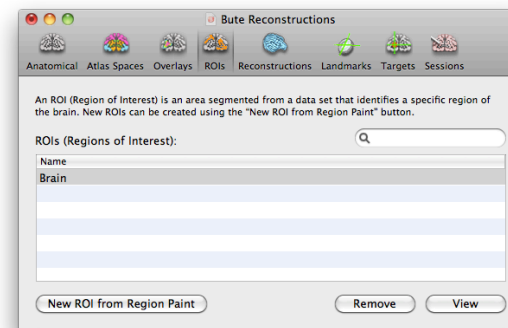 Bute Reconstructions
Anatomical Atlas Spaces Overlays ROIs Reconstructions Landmarks Targets Sessions
An ROI (Region of Interest) is an area segmented from a data set that identifies a specific region of
the brain. New ROIs can be created using the "New ROI from Region Paint" button.
ROIs (Regions of Interest):
Name
Brain
New ROI from Region Paint Remove View